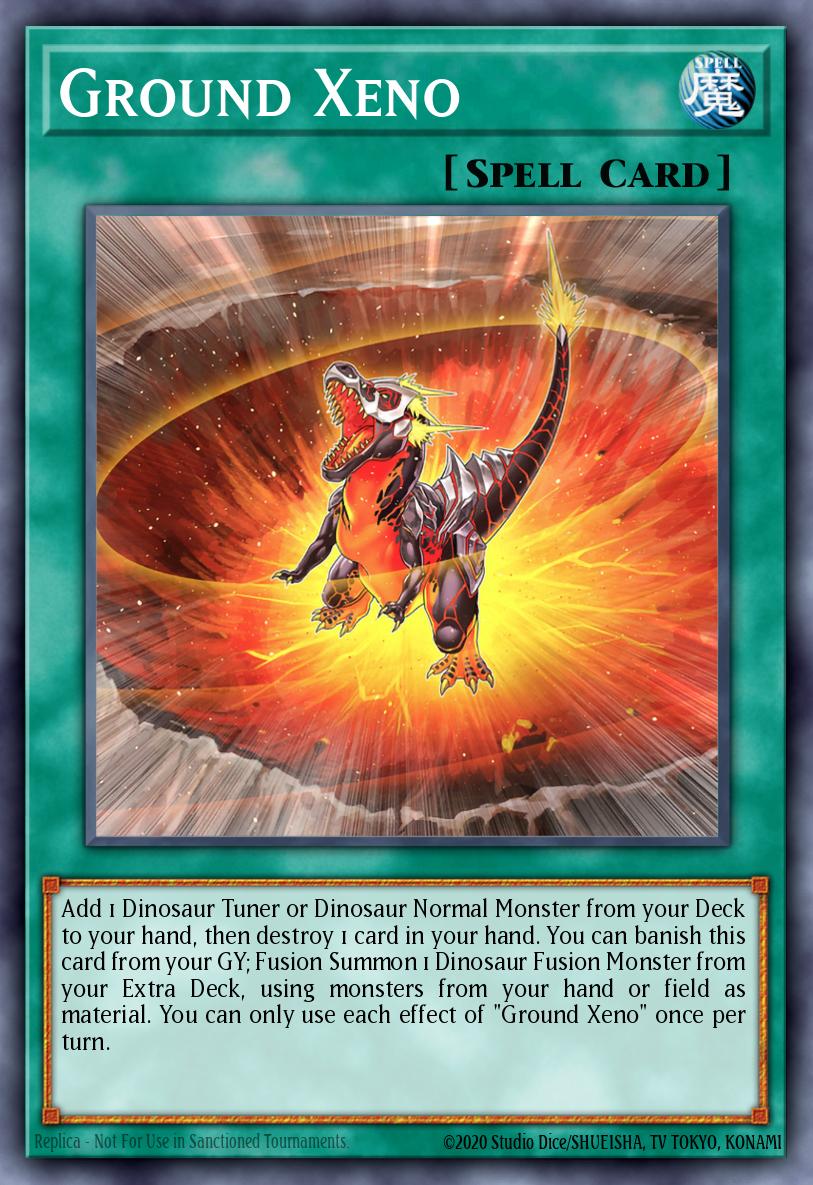 Ground Xeno
SPELL
魔
[Spell Card]
Add 1 Dinosaur Tuner or Dinosaur Normal Monster from your Deck
to your hand, then destroy 1 card in your hand. You can banish this
card from your GY; Fusion Summon 1 Dinosaur Fusion Monster from
your Extra Deck, using monsters from your hand or field as
material. You can only use each effect of "Ground Xeno" once per
turn.
Replica - Not For Use in Sanctioned Tournaments.
©2020 Studio Dice/SHUEISHA, TV TOKYO, KONAMI